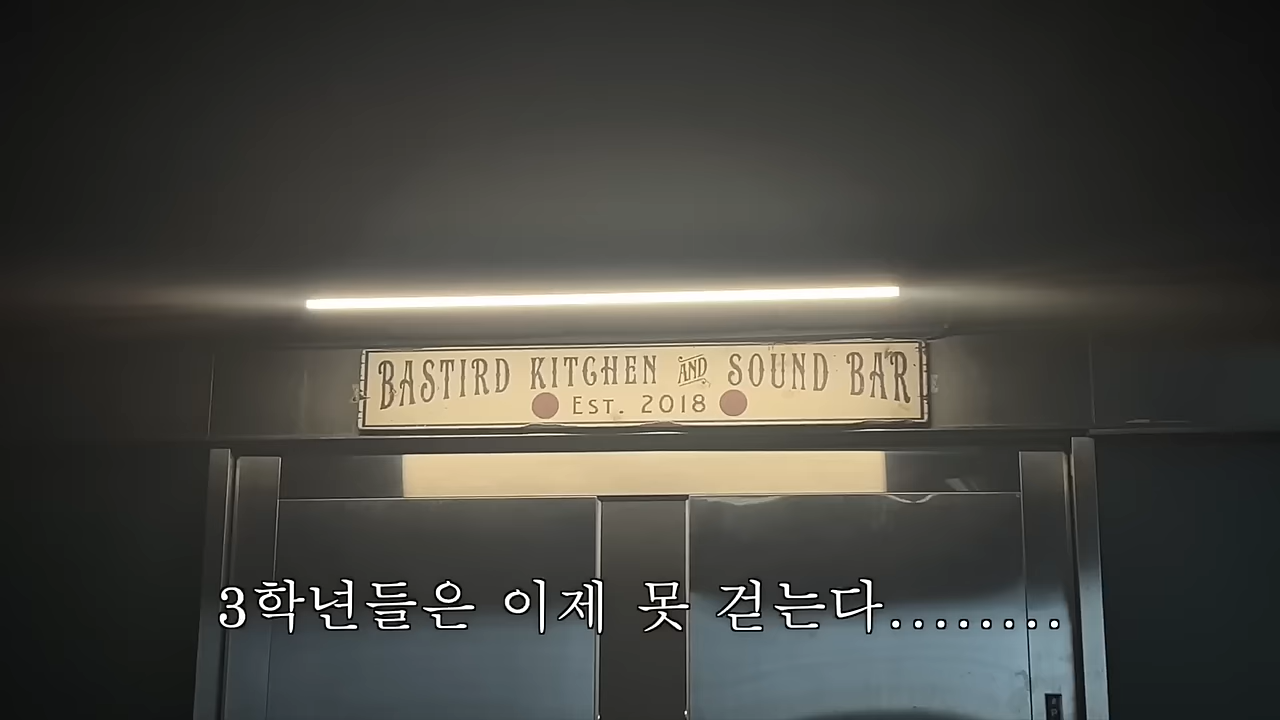 BASTIRD KITCHEN AND SOUND BAR
EST. 2018
3학년들은 이제 못 걷는다........